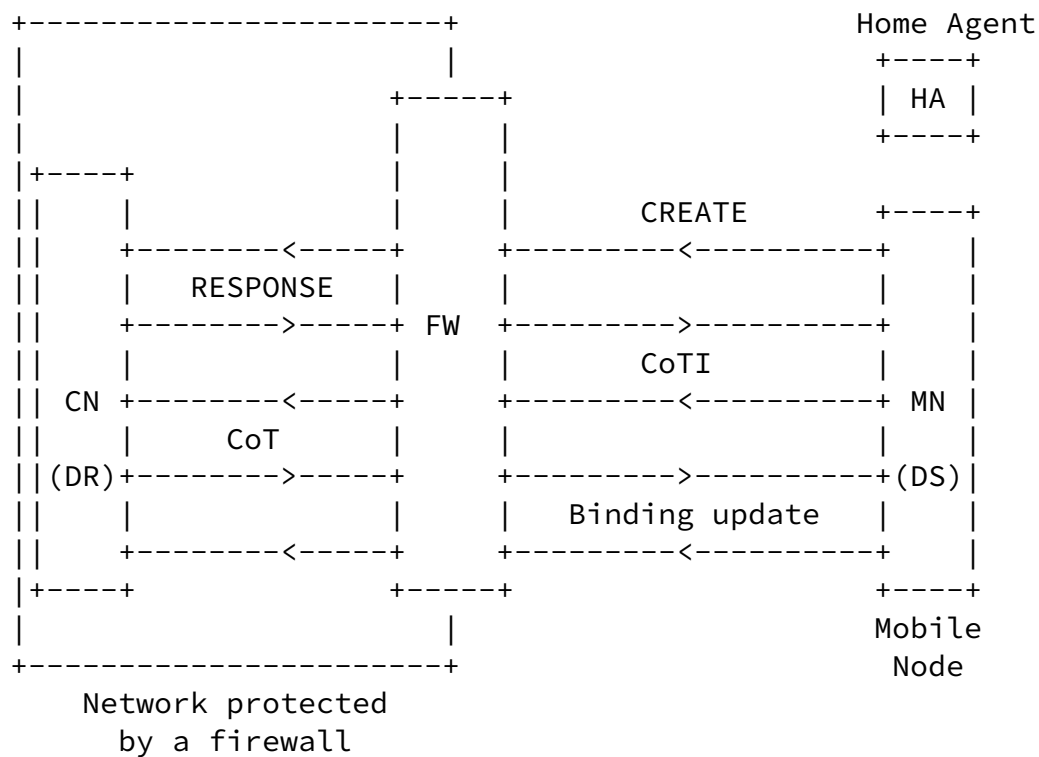 Home Agent
HA
CREATE
RESPONSE
FW
CoTI
CN
MN
CoT
(DR)
(DS)
Binding update
Mobile
Node
Network protected
by a firewall